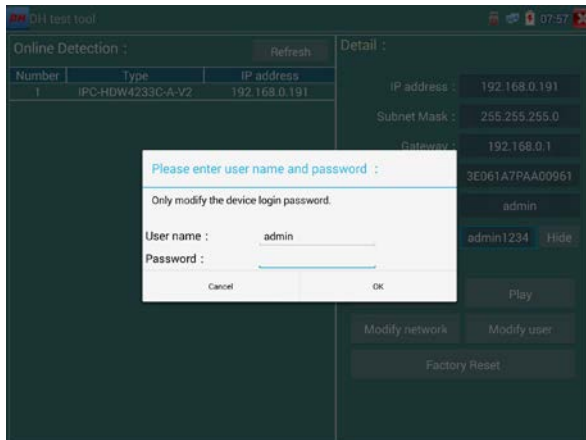 DH DH test tool 07:57
Online Detection : Refresh
Number Type IP address
1 IPC-HDW4233C-A-V2 192.168.0.191
Detail :
IP address : 192.168.0.191
Subnet Mask : 255.255.255.0
Gateway : 192.168.0.1
3E061A7PAA00961
admin
admin1234 Hide
Play
Modify network Modify user
Factory Reset
Please enter user name and password :
Only modify the device login password.
User name : admin
Password :
Cancel OK